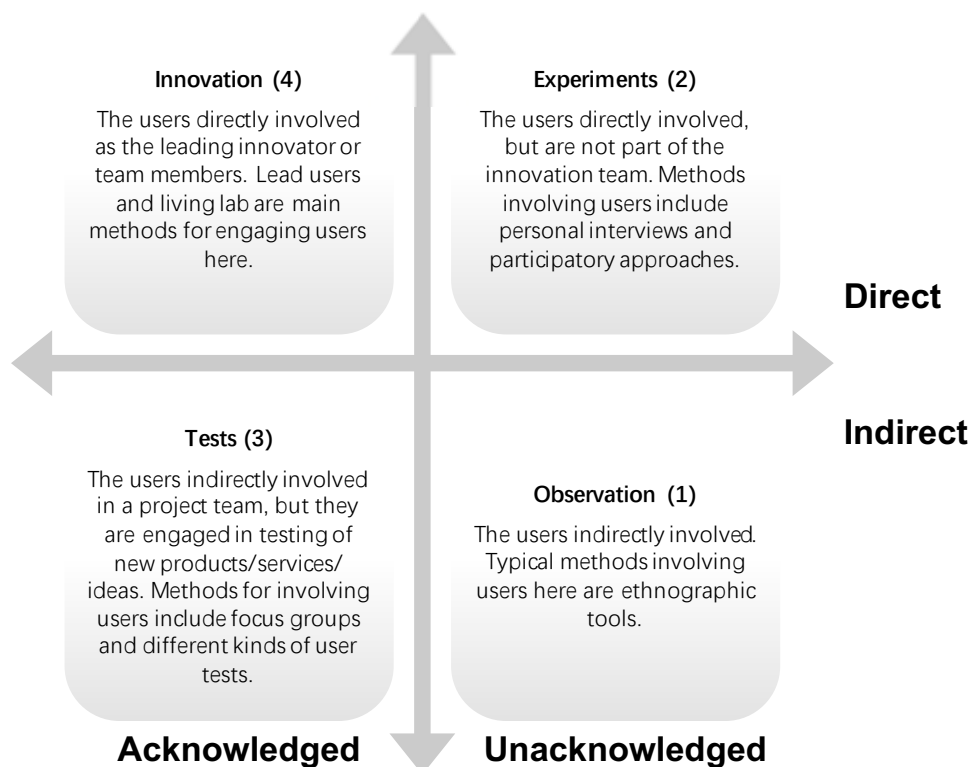 Innovation (4)
The users directly involved
as the leading innovator or
team members. Lead users
and living lab are main
methods for engaging users
here.
Experiments (2)
The users directly involved,
but are not part of the
innovation team. Methods
involving users include
personal interviews and
participatory approaches.
Direct
Indirect
Tests (3)
The users indirectly involved
in a project team, but they
are engaged in testing of
new products/services/
ideas. Methods for involving
users include focus groups
and different kinds of user
tests.
Observation (1)
The users indirectly involved.
Typical methods involving
users here are ethnographic
tools.
Acknowledged
Unacknowledged